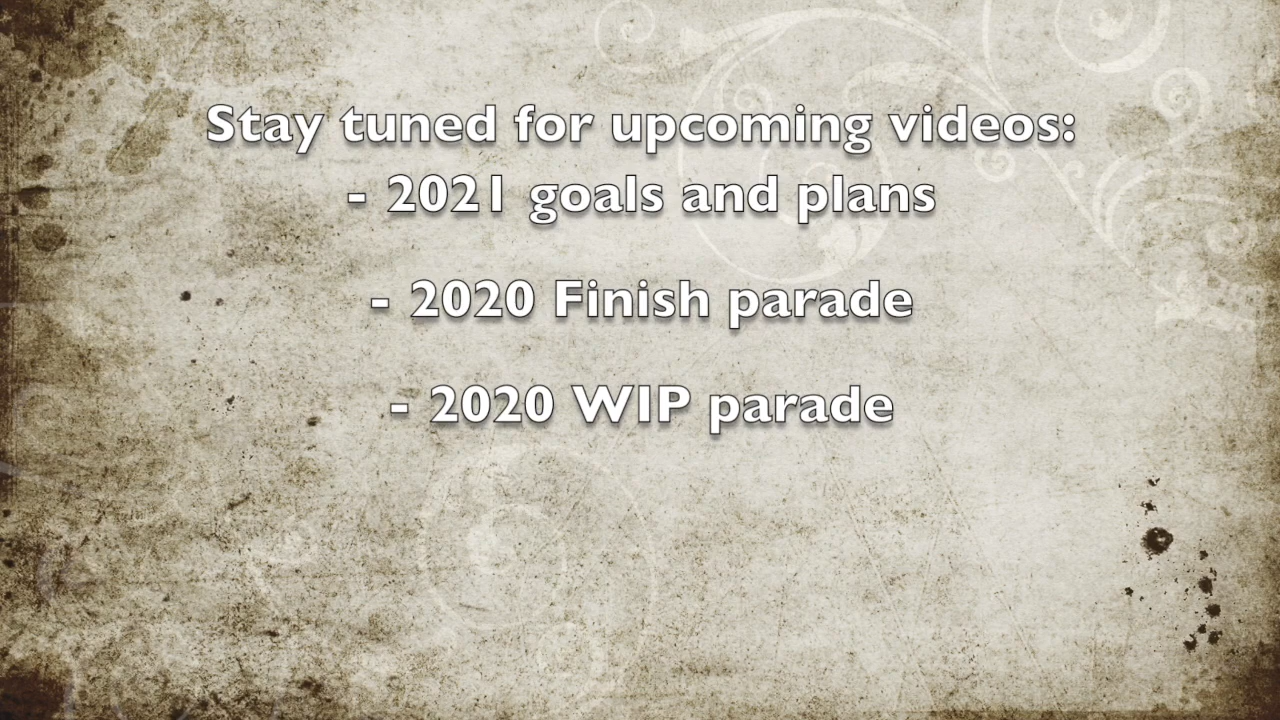 Stay tuned for upcoming videos:
- 2021 goals and plans
- 2020 Finish parade
- 2020 WIP parade